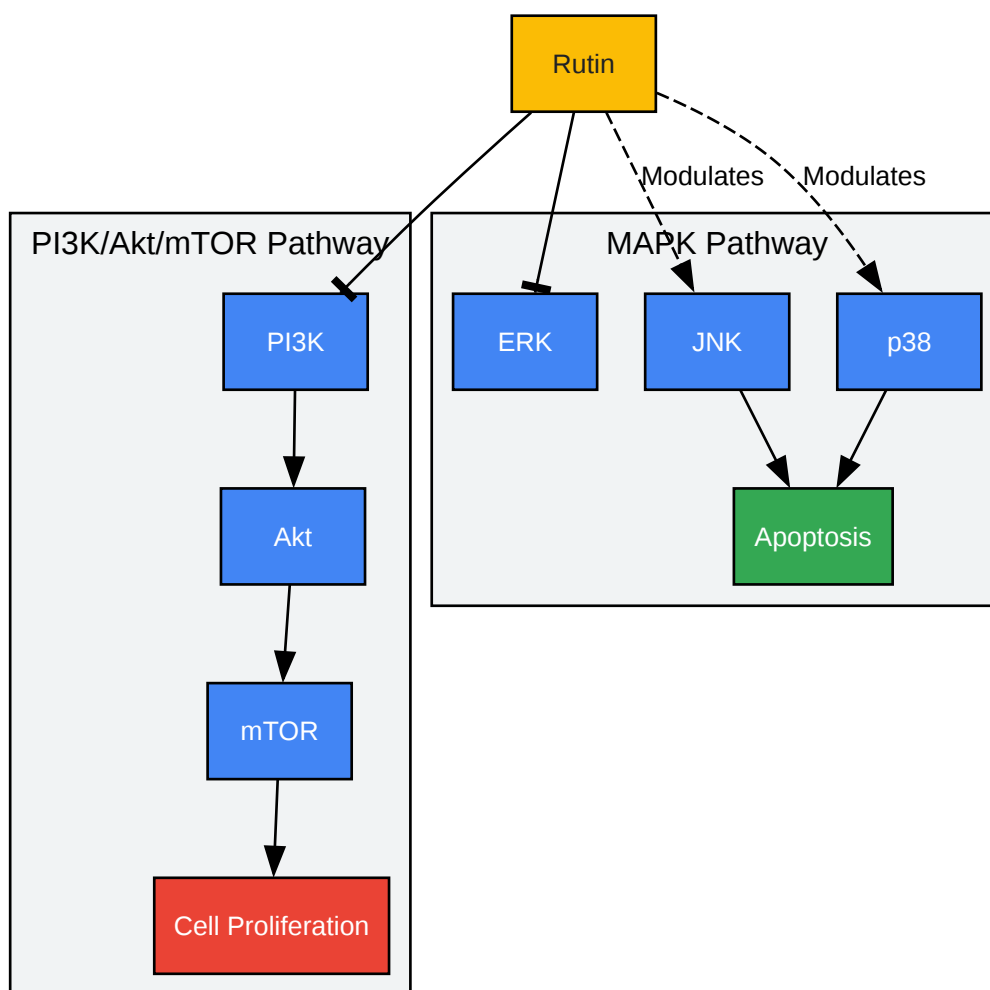 Rutin
Modulates
Modulates
PI3K/Akt/mTOR Pathway
MAPK Pathway
PI3K
ERK
JNK
p38
Akt
Apoptosis
mTOR
Cell Proliferation